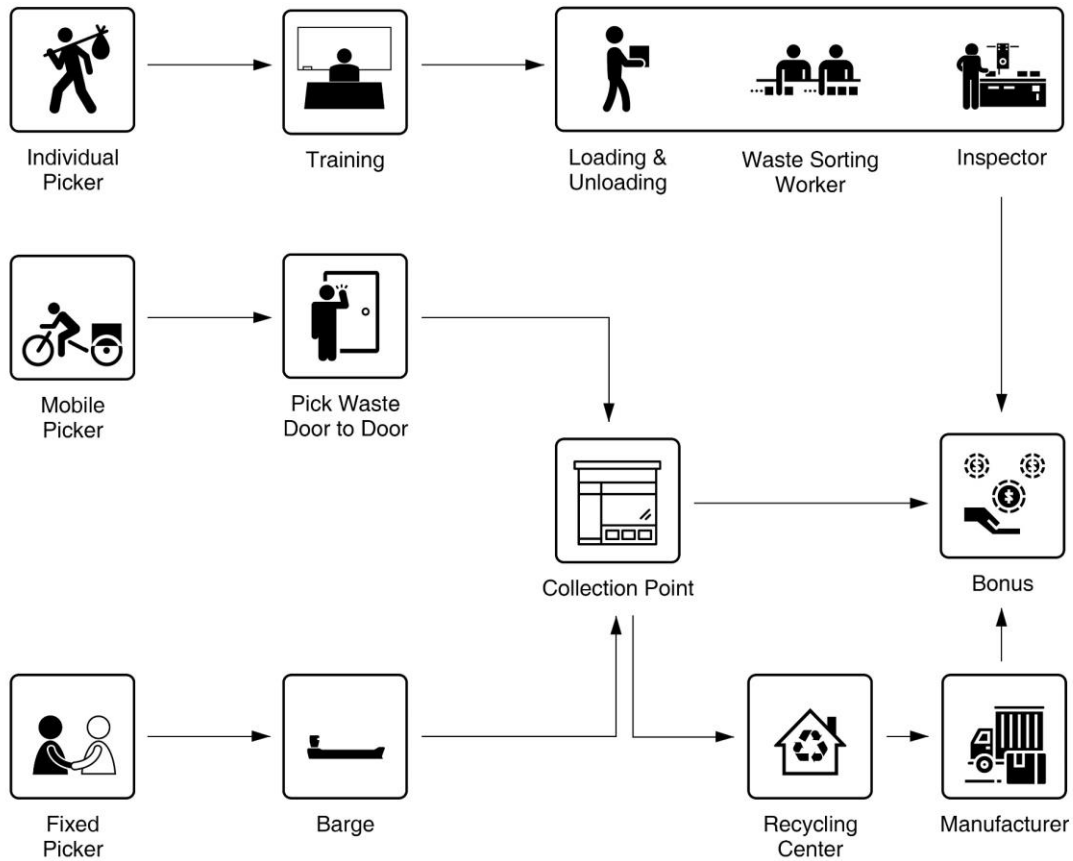 Individual
Picker
Training
Loading &
Unloading
Waste Sorting
Worker
Inspector
Mobile
Picker
Pick Waste
Door to Door
Collection Point
Bonus
Fixed
Picker
Barge
Recycling
Center
Manufacturer